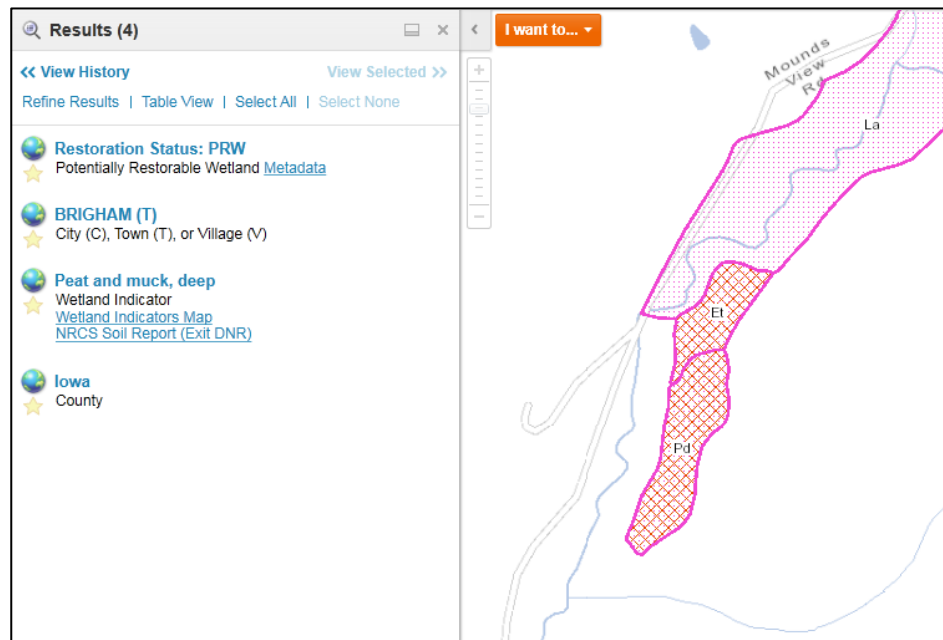 Results (4)
<< View History
View Selected >>
Refine Results | Table View | Select All | Select None
Restoration Status: PRW
Potentially Restorable Wetland Metadata
BRIGHAM (T)
City (C), Town (T), or Village (V)
Peat and muck, deep
Wetland Indicator
Wetland Indicators Map
NRCS Soil Report (Exit DNR)
Iowa
County
I want to...
Mounds
View
Rd
La
Et
Pd